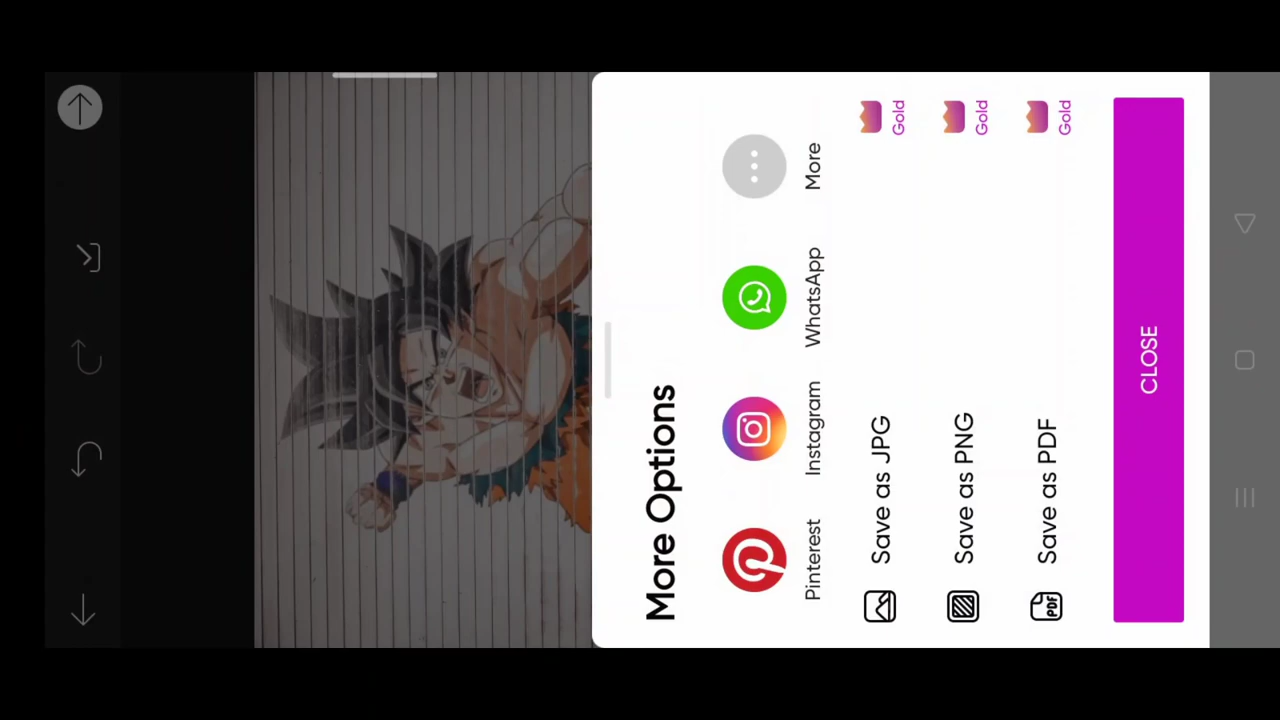 More Options
Pinterest
Instagram
WhatsApp
More
Save as JPG
Gold
Save as PNG
Gold
PDF
Save as PDF
Gold
CLOSE